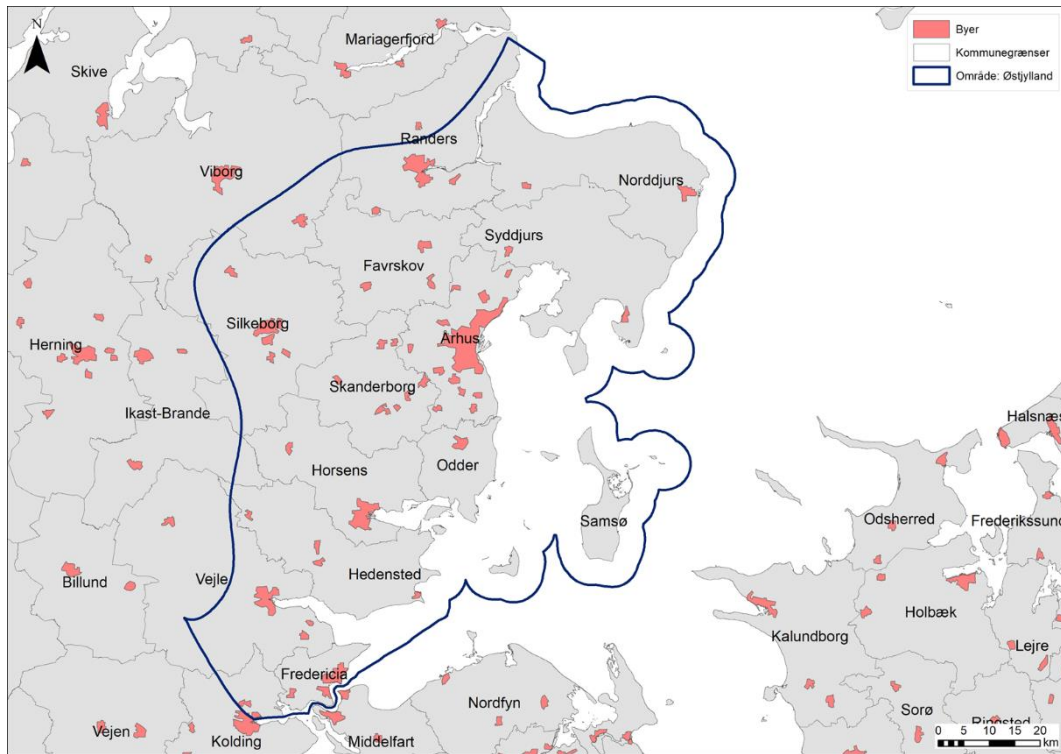 N
Byer
Kommunegrænser
Område: Østjylland
Mariagerfjord
Skive
Randers
Viborg
Norddjurs
Syddjurs
Favrskov
Silkeborg
Århus
Herning
Skanderborg
Ikast-Brande
Halsnæs
Horsens
Odder
Samsø
Odsherred
Frederikssund
Billund
Vejle
Hedensted
Holbæk
Kalundborg
Lejre
Fredericia
Nordfyn
Sorø
Ringsted
Vejen
Kolding
Middelfart
0 5 10 15 20
km